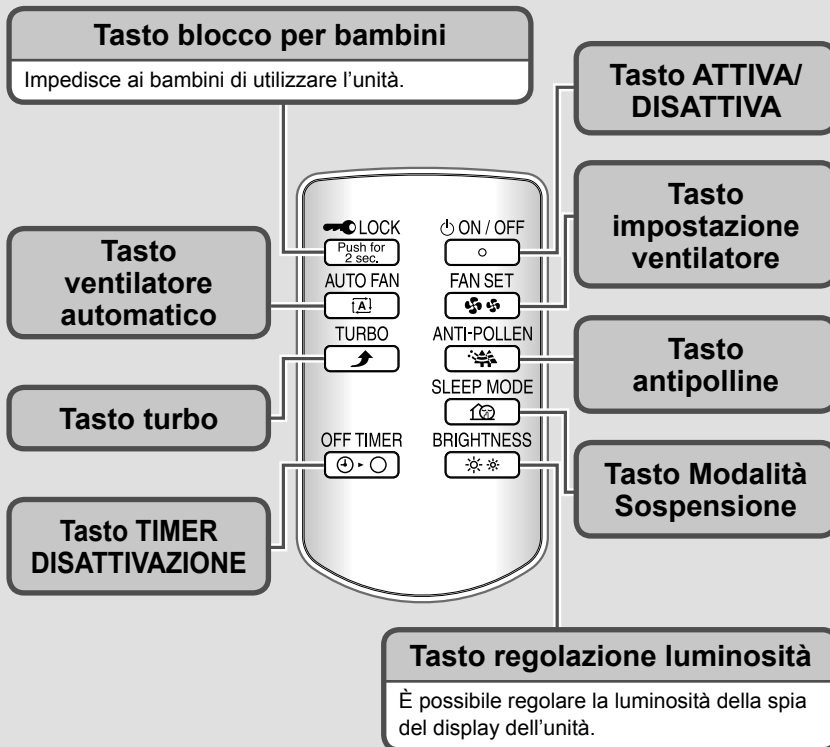 Tasto blocco per bambini
Impedisce ai bambini di utilizzare l'unità.
Tasto ATTIVA/
DISATTIVA
Tasto
impostazione
ventilatore
Tasto
ventilatore
automatico
Tasto
antipolline
Tasto turbo
Tasto Modalità
Sospensione
Tasto TIMER
DISATTIVAZIONE
LOCK
Push for
2 sec.
ON / OFF
AUTO FAN
A
FAN SET
TURBO
ANTI-POLLEN
SLEEP MODE
OFF TIMER
BRIGHTNESS
Tasto regolazione luminosità
È possibile regolare la luminosità della spia
del display dell'unità.